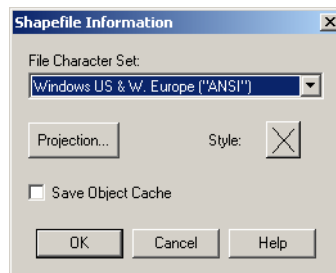 Shapefile Information
File Character Set:
Windows US & W. Europe ("ANSI")
Projection...
Style:
Save Object Cache
OK
Cancel
Help